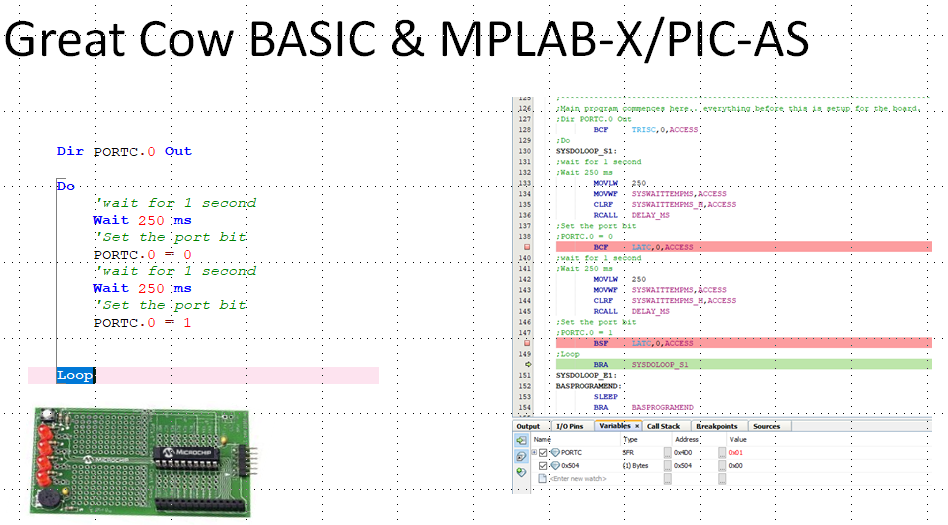 Great Cow BASIC & MPLAB-X/PIC-AS
Dir PORTC.0 Out
Do
'wait for 1 second
Wait 250 ms
'Set the port bit
PORTC.0 = 0
'wait for 1 second
Wait 250 ms
'Set the port bit
PORTC.0 = 1
Loop
MICROCHIP
MICROCHIP
125 ;
126 ;Main program commences here.. everything before this is setup for the board.
127 ;Dir PORTC.0 Out
128 BCF TRISC,0,ACCESS
129 ;Do
130 SYSDOLOOP_S1:
131 ;wait for 1 second
132 ;Wait 250 ms
133 MOVLW 250
134 MOVWF SYSWAITTEMPMS,ACCESS
135 CLRF SYSWAITTEMPMS_H,ACCESS
136 RCALL DELAY_MS
137 ;Set the port bit
138 ;PORTC.0 = 0
BCF LATC,0,ACCESS
140 ;wait for 1 second
141 ;Wait 250 ms
142 MOVLW 250
143 MOVWF SYSWAITTEMPMS,ACCESS
144 CLRF SYSWAITTEMPMS_H,ACCESS
145 RCALL DELAY_MS
146 ;Set the port bit
147 ;PORTC.0 = 1
BSF LATC,0,ACCESS
149 ;Loop
BRA SYSDOLOOP_S1
151 SYSDOLOOP_E1:
152 BASPROGRAMEND:
153 SLEEP
154 BRA BASPROGRAMEND
Output I/O Pins Variables × Call Stack Breakpoints Sources
Name Type Address Value
PORTC SFR 0x4D0 0x01
0x504 (1) Bytes 0x504 0x00
<Enter new watch>